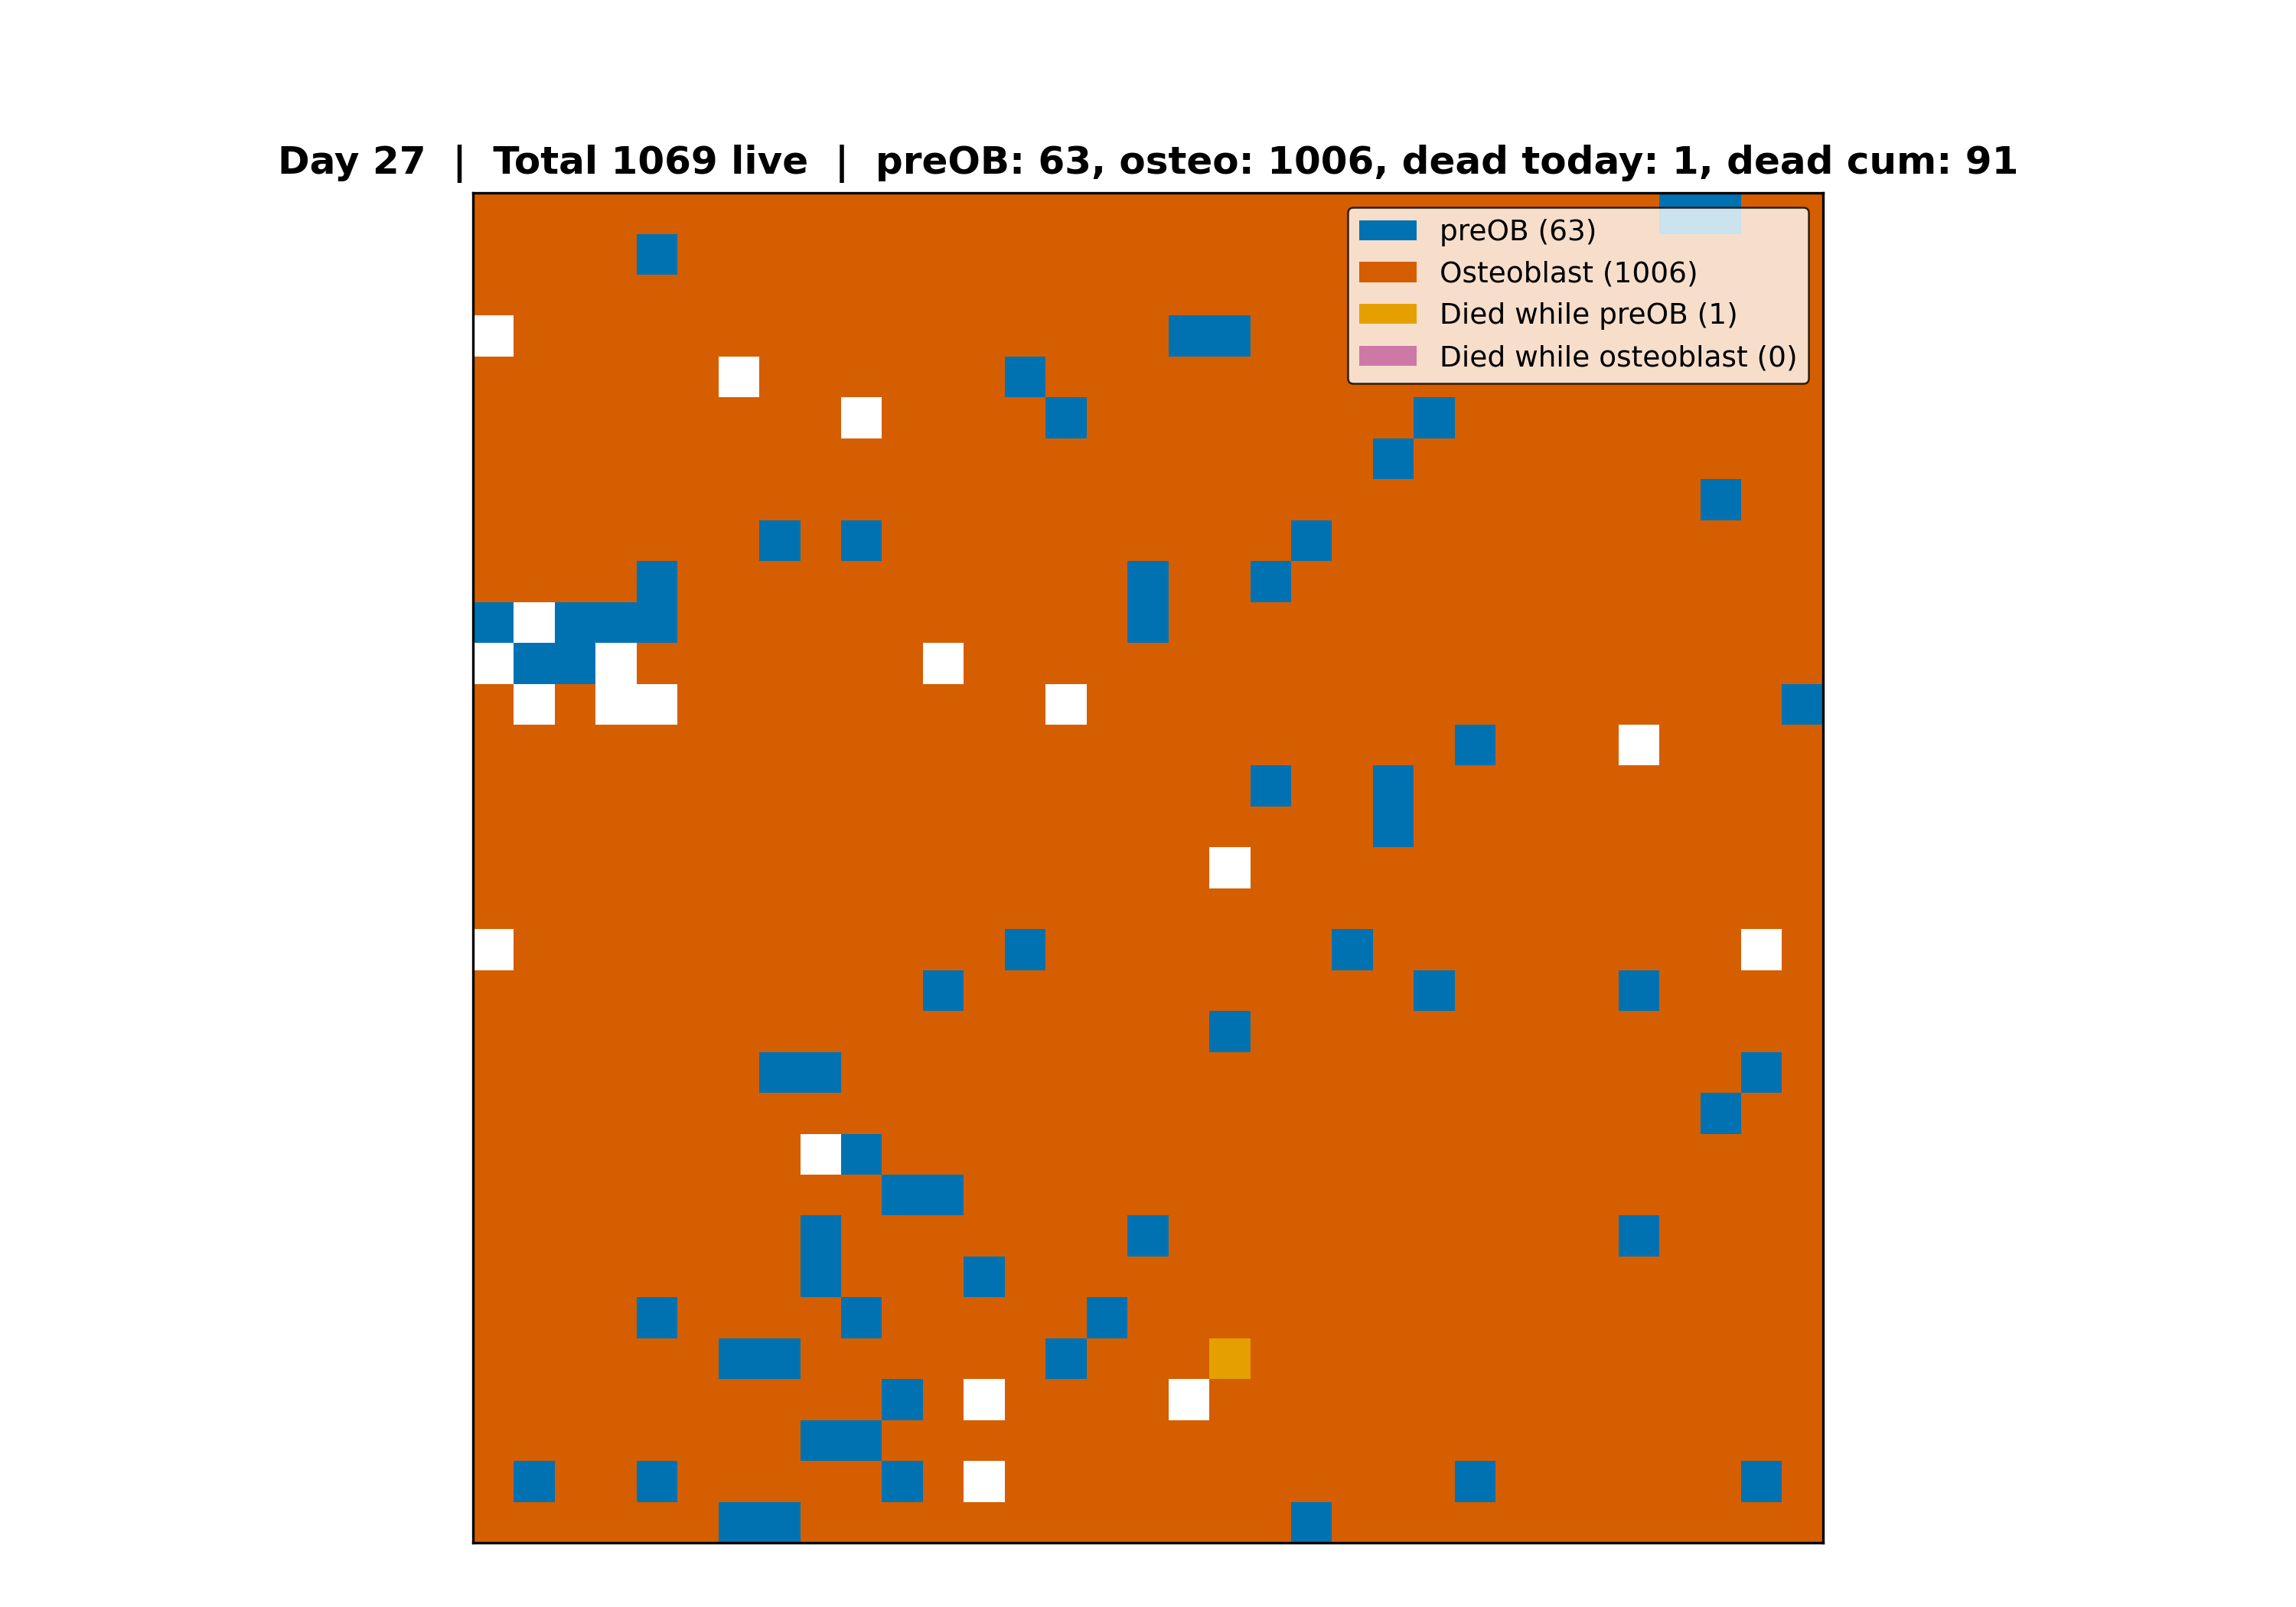 Day 27 | Total 1069 live | preOB: 63, osteo: 1006, dead today: 1, dead cum: 91
preOB (63)
Osteoblast (1006)
Died while preOB (1)
Died while osteoblast (0)